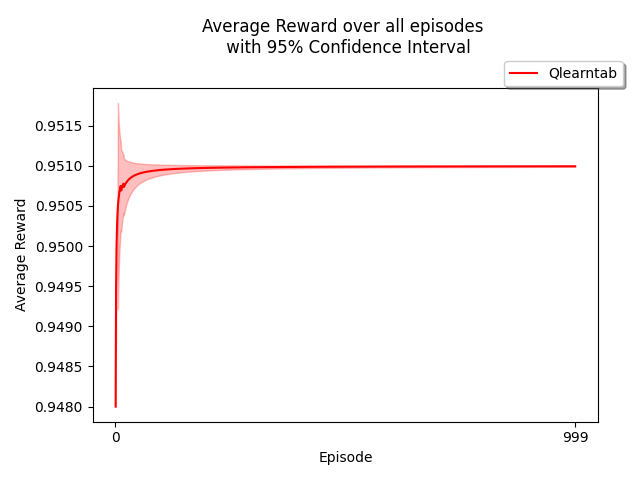 Average Reward over all episodes
with 95% Confidence Interval
Qlearntab
Average Reward
0.9515
0.9510
0.9505
0.9500
0.9495
0.9490
0.9485
0.9480
0
999
Episode